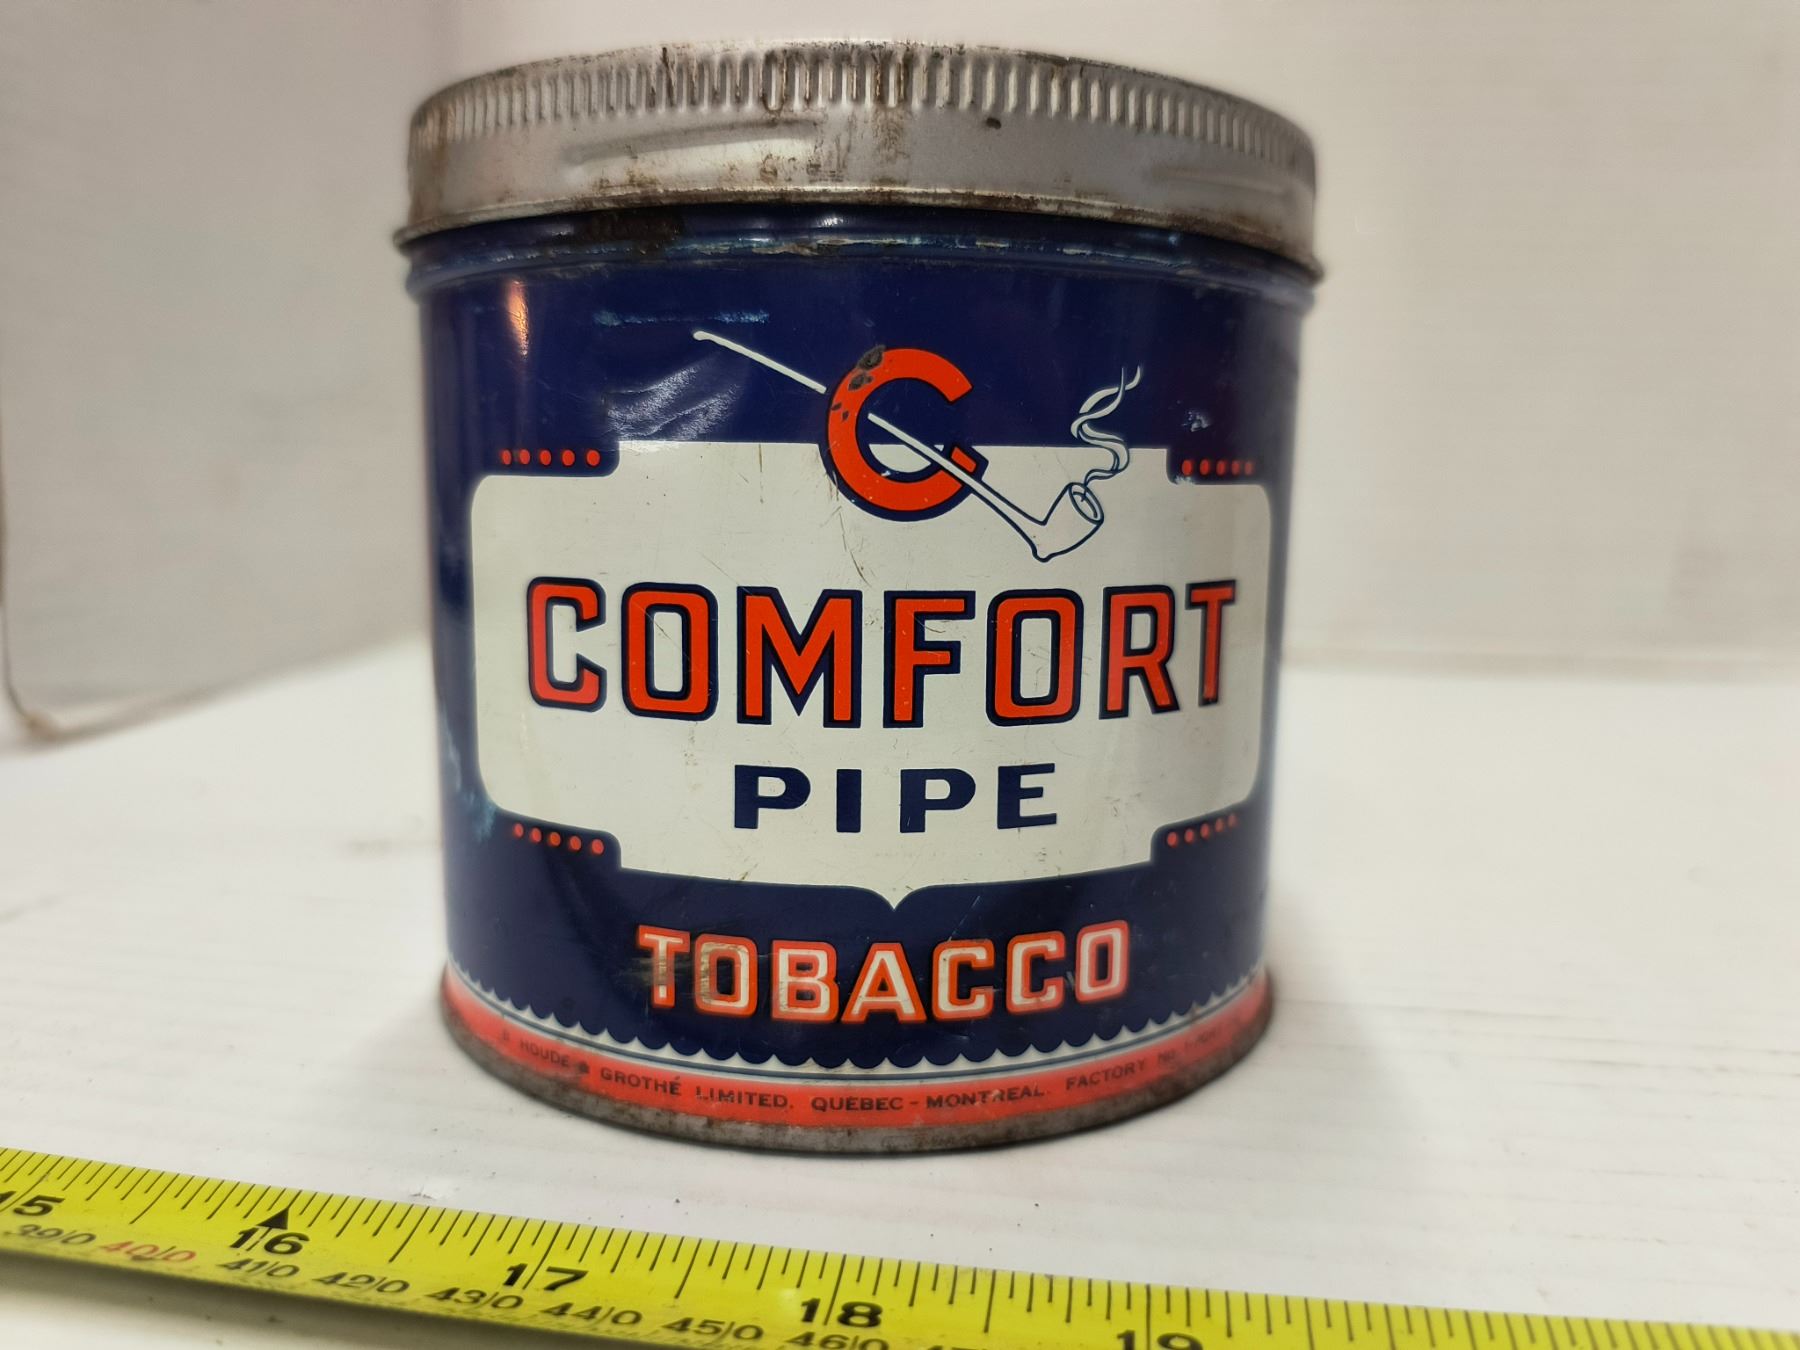 C
COMFORT
PIPE
TOBACCO
B. HOUDE & GROTHÉ LIMITED, QUÉBEC - MONTREAL. FACTORY No.
15 16 17 18 19
39|0 40|0 41|0 42|0 43|0 44|0 45|0 46|0